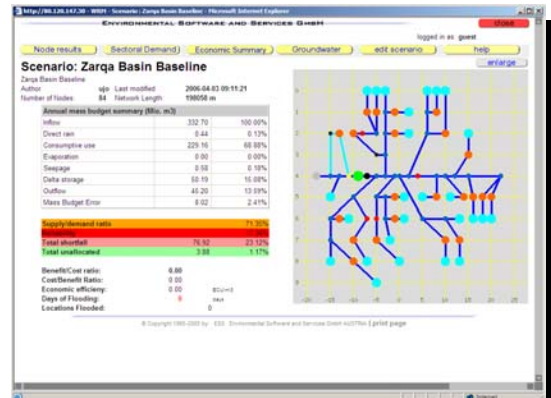 http://80.120.147.30 - WRM - Scenario: Zarqa Basin Baseline - Microsoft Internet Explorer
ENVIRONMENTAL SOFTWARE AND SERVICES GMBH
close
logged in as guest
Node results
Sectoral Demand
Economic Summary
Groundwater
edit scenario
help
enlarge
Scenario: Zarqa Basin Baseline
Zarqa Basin Baseline
Author ujo Last modified 2006-04-03 09:11:21
Number of Nodes 84 Network Length 198058 m
Annual mass budget summary (Mio. m3)
Inflow 332.70 100.00%
Direct rain 0.44 0.13%
Consumptive use 229.16 68.88%
Evaporation 0.00 0.00%
Seepage 0.58 0.18%
Delta storage 50.19 15.08%
Outflow 45.20 13.59%
Mass Budget Error 8.02 2.41%
Supply/demand ratio 71.35%
Reliability
Total shortfall 76.92 23.12%
Total unallocated 3.88 1.17%
Benefit/Cost ratio: 0.00
Cost/Benefit Ratio: 0.00
Economic efficieny: 0.00
Days of Flooding: 0 days
Locations Flooded: 0
© Copyright 1995-2005 by ESS Environmental Software and Services GmbH AUSTRIA | print page
Internet